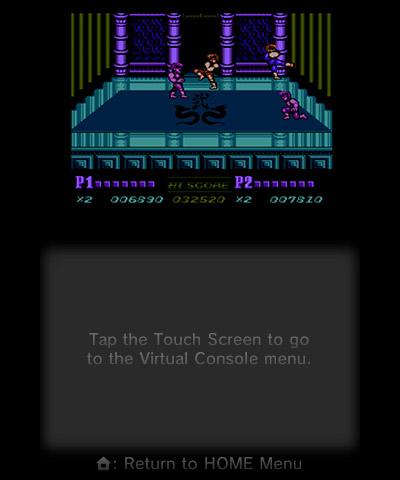 弐
P1 HI SCORE P2
×2 006890 032520 ×2 007810
Tap the Touch Screen to go
to the Virtual Console menu.
: Return to HOME Menu